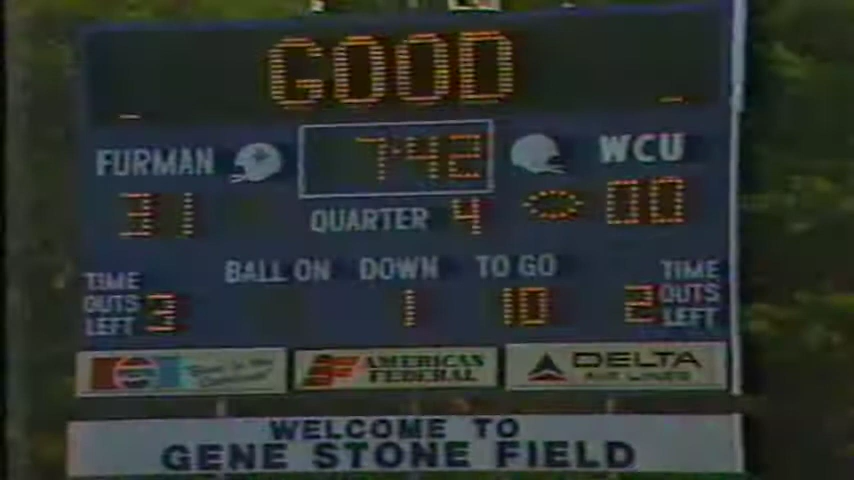 GOOD
FURMAN 7:42 WCU
31 QUARTER 4 00
BALL ON DOWN TO GO
TIME OUTS LEFT 3 1 10 2 TIME OUTS LEFT
AMERICAN FEDERAL
DELTA AIR LINES
WELCOME TO
GENE STONE FIELD